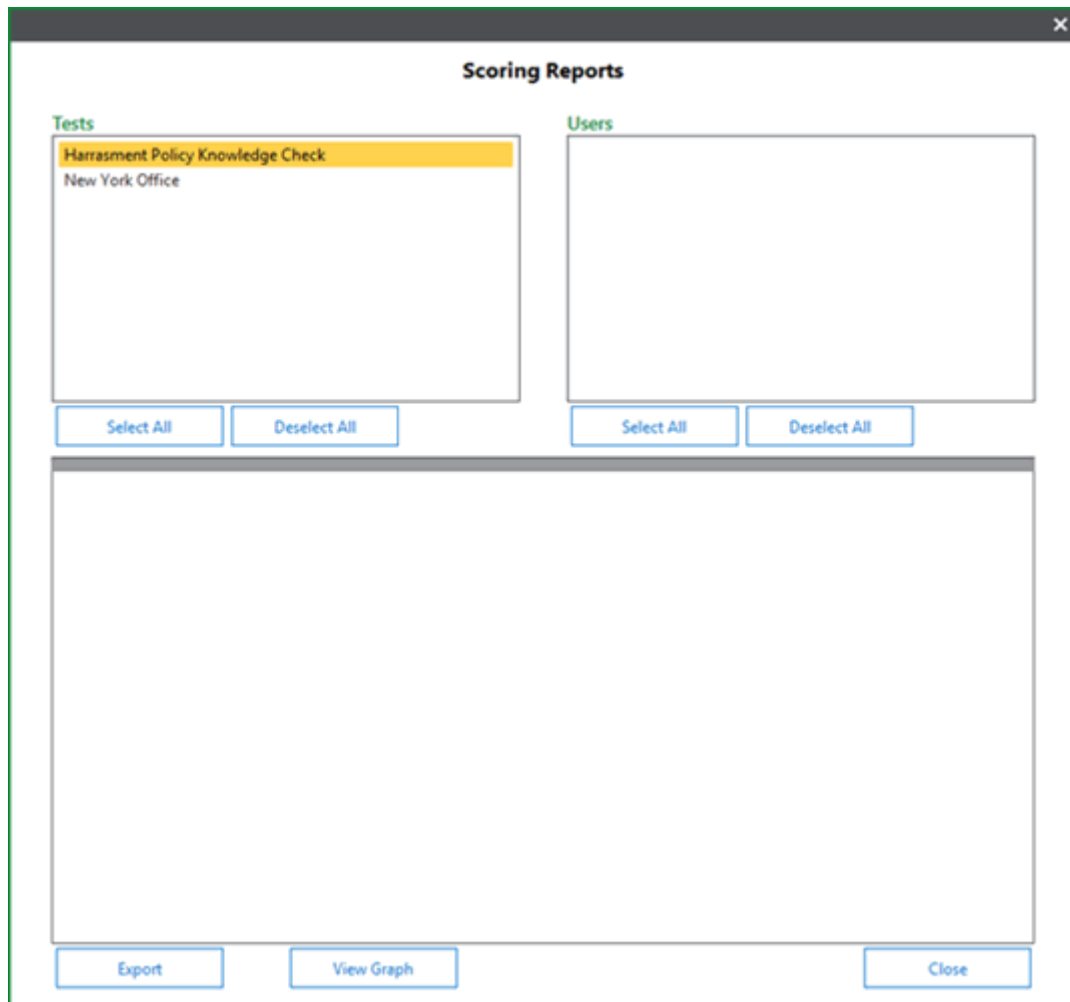 Scoring Reports
Tests
Users
Harrasment Policy Knowledge Check
New York Office
Select All
Deselect All
Select All
Deselect All
Export
View Graph
Close